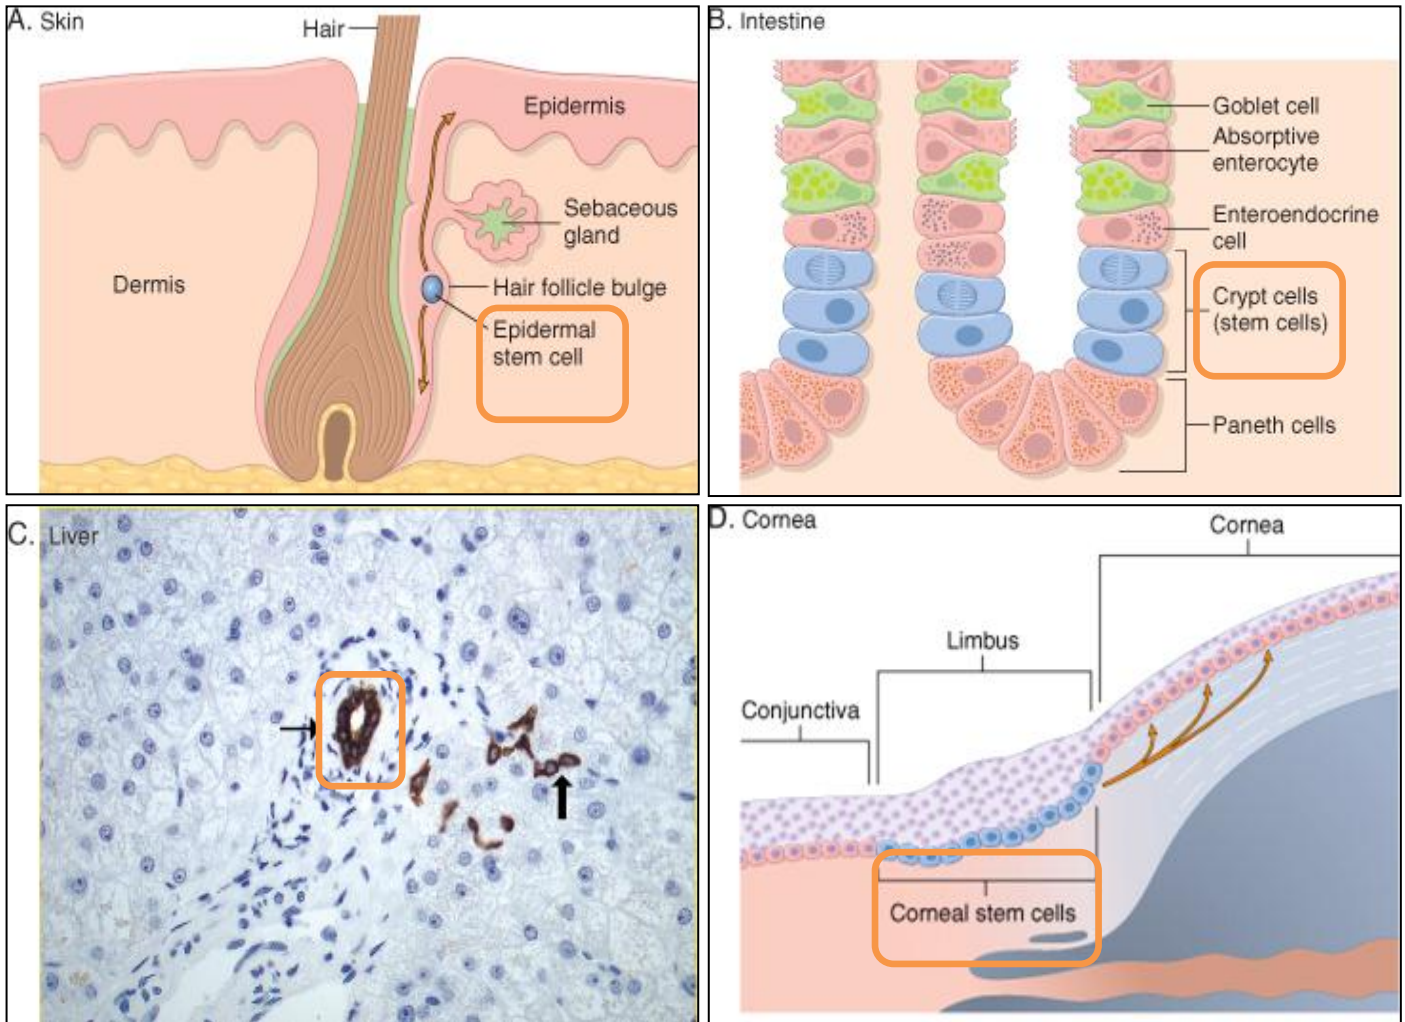 A. Skin
Hair
Epidermis
Sebaceous
gland
Dermis
Hair follicle bulge
Epidermal
stem cell
B. Intestine
Goblet cell
Absorptive
enterocyte
Enteroendocrine
cell
Crypt cells
(stem cells)
Paneth cells
C. Liver
D. Cornea
Cornea
Limbus
Conjunctiva
Corneal stem cells